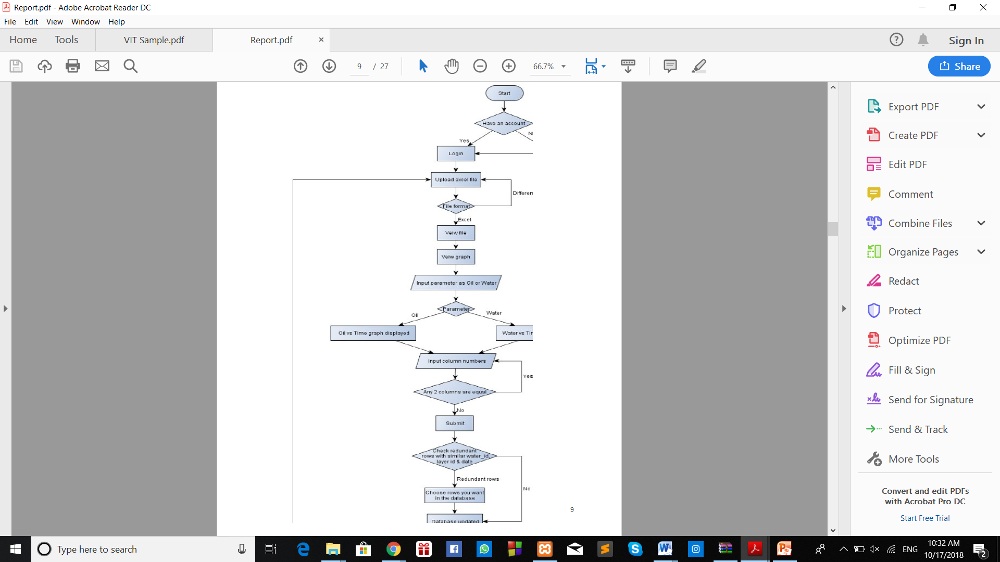 Report.pdf - Adobe Acrobat Reader DC
File Edit View Window Help
Home Tools VIT Sample.pdf Report.pdf × Sign In
9 / 27 66.7% Share
Start
Have an account
Yes
Login
Upload excel file
Differen
File format
Excel
Veiw file
Veiw graph
Input parameter as Oil or Water
Parameter
Oil Water
Oil vs Time graph displayed Water vs Tir
Input column numbers
Yes
Any 2 columns are equal
No
Submit
Check redundant
rows with similar water_id,
layer id & date
Redundant rows
No
Choose rows you want
in the database
Database updated
9
Export PDF
Create PDF
Edit PDF
Comment
Combine Files
Organize Pages
Redact
Protect
Optimize PDF
Fill & Sign
Send for Signature
Send & Track
More Tools
Convert and edit PDFs
with Acrobat Pro DC
Start Free Trial
Type here to search
ENG
10:32 AM
10/17/2018
2